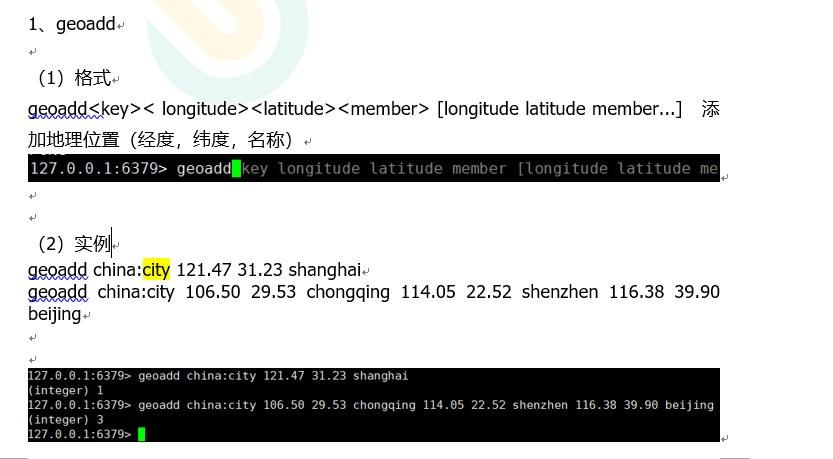 1、geoadd
（1）格式
geoadd<key>< longitude><latitude><member> [longitude latitude member...] 添
加地理位置（经度，纬度，名称）
127.0.0.1:6379> geoadd key longitude latitude member [longitude latitude me
（2）实例
geoadd china:city 121.47 31.23 shanghai
geoadd china:city 106.50 29.53 chongqing 114.05 22.52 shenzhen 116.38 39.90
beijing
127.0.0.1:6379> geoadd china:city 121.47 31.23 shanghai
(integer) 1
127.0.0.1:6379> geoadd china:city 106.50 29.53 chongqing 114.05 22.52 shenzhen 116.38 39.90 beijing
(integer) 3
127.0.0.1:6379>